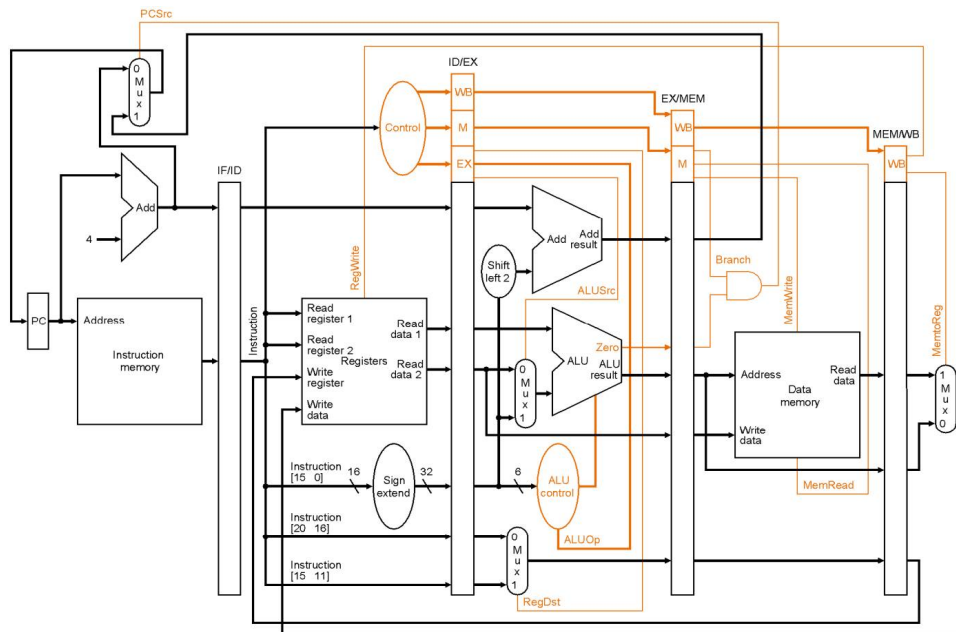 PCSrc
ID/EX
0
M
u
x
1
WB
EX/MEM
Control
M
WB
MEM/WB
EX
M
WB
IF/ID
Add
4
Add
Add
result
Shift
left 2
Branch
RegWrite
ALUSrc
MemWrite
MemtoReg
PC
Address
Instruction
memory
Instruction
Read
register 1
Read
register 2
Write
register
Write
data
Registers
Read
data 1
Read
data 2
0
M
u
x
1
ALU
Zero
ALU
result
Address
Write
data
Data
memory
Read
data
1
M
u
x
0
Instruction
[15 0]
16
Sign
extend
32
6
ALU
control
MemRead
Instruction
[20 16]
ALUOp
0
M
u
x
1
Instruction
[15 11]
RegDst